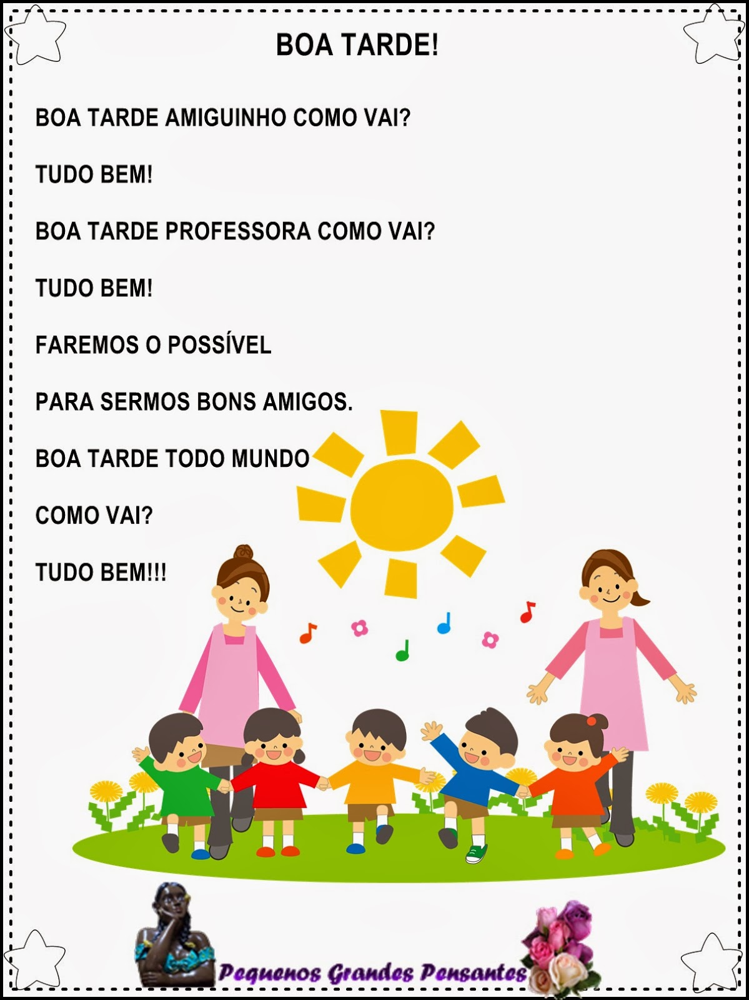 BOA TARDE!
BOA TARDE AMIGUINHO COMO VAI?
TUDO BEM!
BOA TARDE PROFESSORA COMO VAI?
TUDO BEM!
FAREMOS O POSSÍVEL
PARA SERMOS BONS AMIGOS.
BOA TARDE TODO MUNDO
COMO VAI?
TUDO BEM!!!
Pequenos Grandes Pensantes